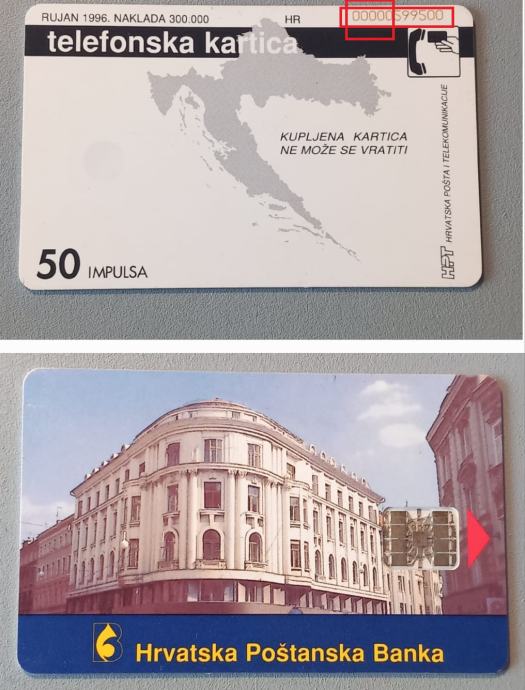 RUJAN 1996. NAKLADA 300.000 HR 00000599500
telefonska kartica
KUPLJENA KARTICA
NE MOŽE SE VRATITI
HPT HRVATSKA POŠTA I TELEKOMUNIKACIJE
50 IMPULSA
Hrvatska Poštanska Banka